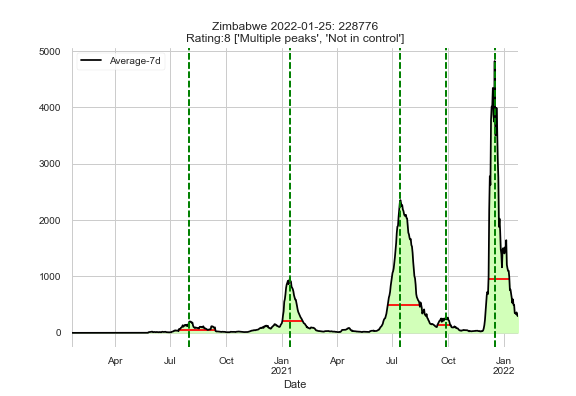 Zimbabwe 2022-01-25: 228776
Rating:8 ['Multiple peaks', 'Not in control']
Average-7d
5000
4000
3000
2000
1000
0
Apr Jul Oct Jan Apr Jul Oct Jan
2021 2022
Date